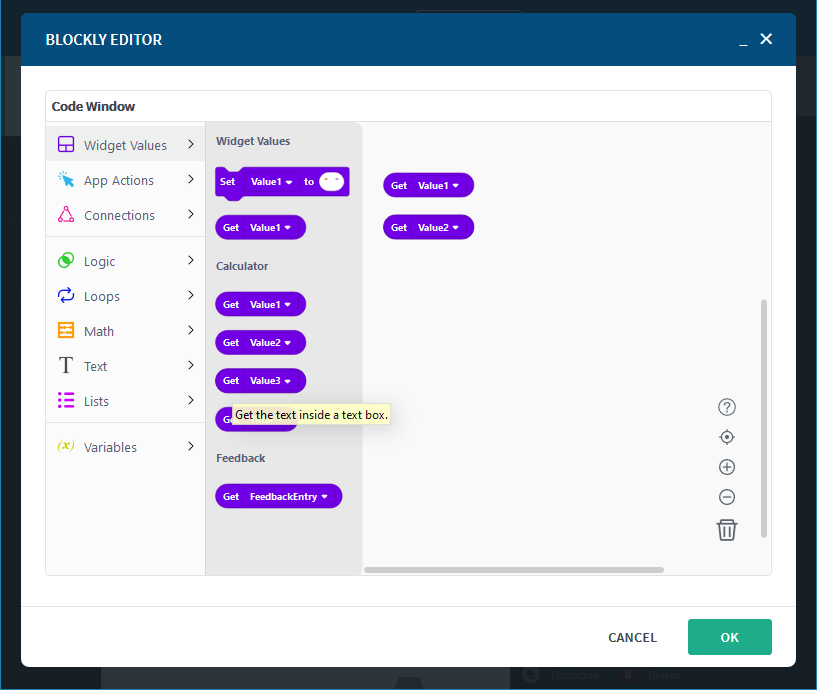 BLOCKLY EDITOR
Code Window
Widget Values
App Actions
Connections
Logic
Loops
Math
Text
Lists
Variables
Widget Values
Set Value1 to
Get Value1
Calculator
Get Value1
Get Value2
Get Value3
Get the text inside a text box.
Feedback
Get FeedbackEntry
Get Value1
Get Value2
CANCEL
OK
Duplicate
Delete